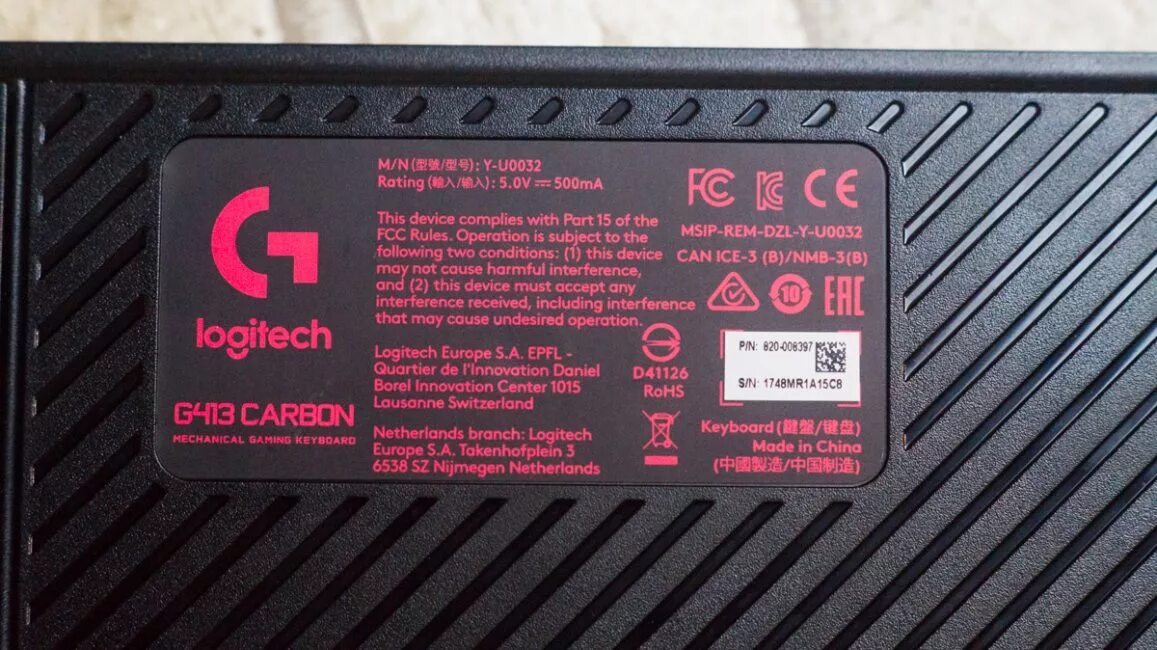 logitech
G413 CARBON
MECHANICAL GAMING KEYBOARD
M/N (型號/型号) : Y-U0032
Rating (輸入/输入) : 5.0V ⎓ 500mA
This device complies with Part 15 of the
FCC Rules. Operation is subject to the
following two conditions: (1) this device
may not cause harmful interference,
and (2) this device must accept any
interference received, including interference
that may cause undesired operation.
Logitech Europe S.A. EPFL -
Quartier de l'Innovation Daniel
Borel Innovation Center 1015
Lausanne Switzerland
Netherlands branch: Logitech
Europe S.A. Takenhofplein 3
6538 SZ Nijmegen Netherlands
FC KC CE
MSIP-REM-DZL-Y-U0032
CAN ICE-3 (B)/NMB-3(B)
10 EAC
D41126
RoHS
P/N: 820-008397
S/N: 1748MR1A15C8
Keyboard (鍵盤/键盘)
Made in China
(中國製造/中国制造)